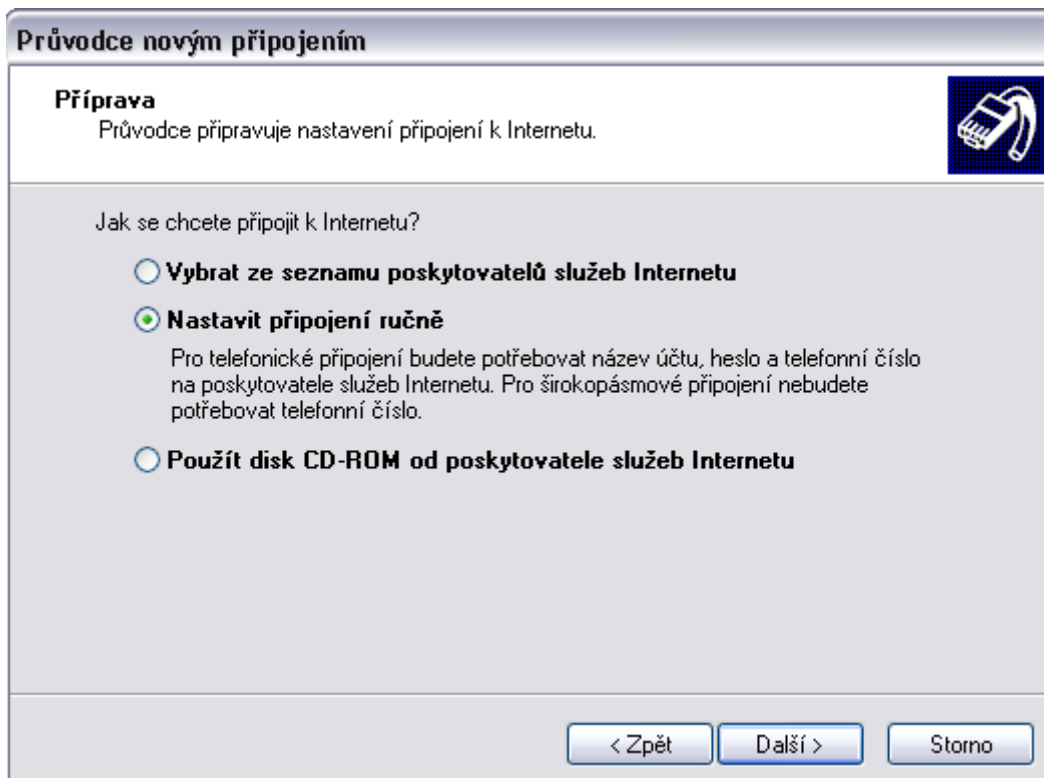 Průvodce novým připojením
Příprava
Průvodce připravuje nastavení připojení k Internetu.
Jak se chcete připojit k Internetu?
Vybrat ze seznamu poskytovatelů služeb Internetu
Nastavit připojení ručně
Pro telefonické připojení budete potřebovat název účtu, heslo a telefonní číslo
na poskytovatele služeb Internetu. Pro širokopásmové připojení nebudete
potřebovat telefonní číslo.
Použít disk CD-ROM od poskytovatele služeb Internetu
< Zpět
Další >
Storno